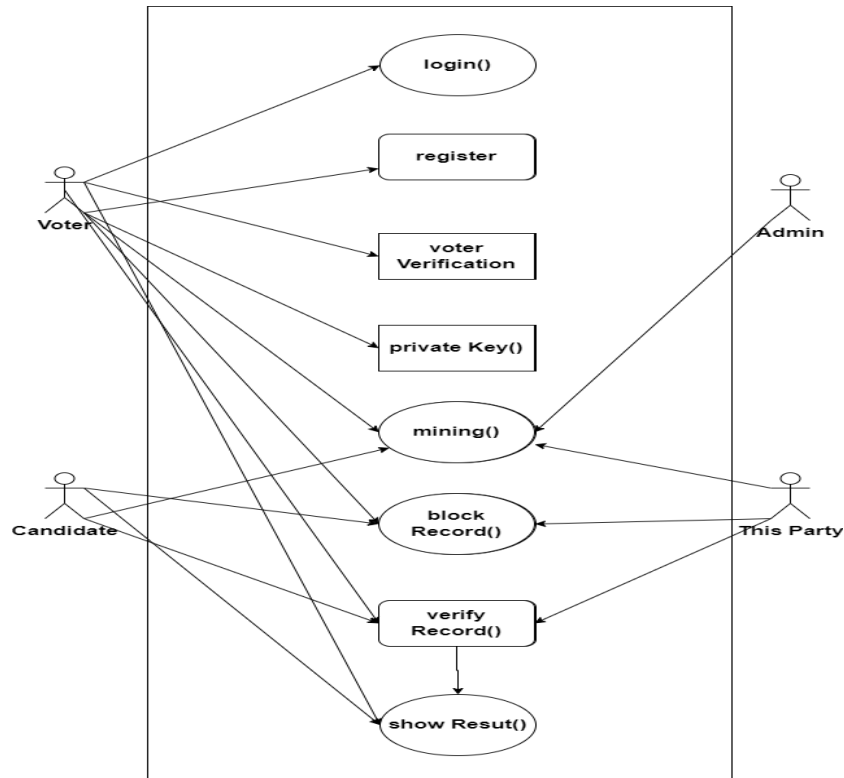 login()
register
Voter
Admin
voter
Verification
private Key()
mining()
Candidate
block
Record()
This Party
verify
Record()
show Resut()